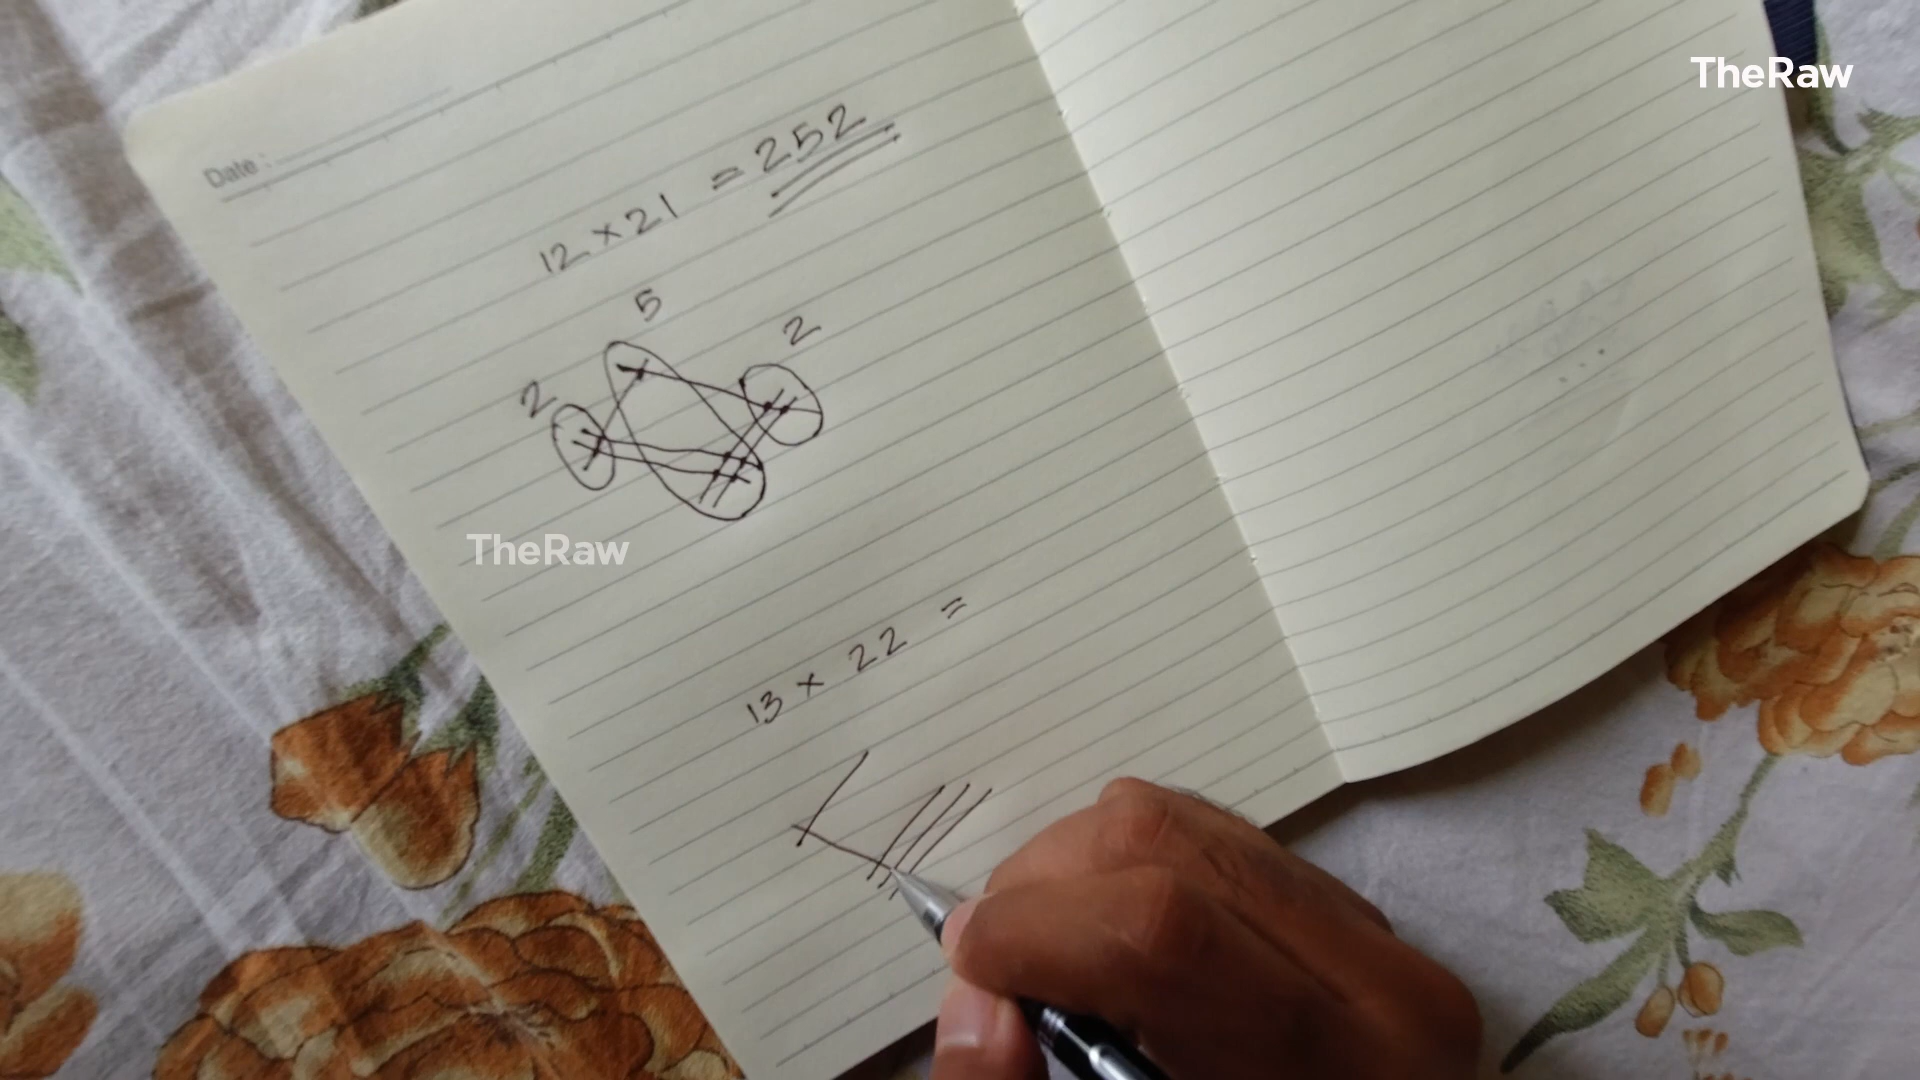 TheRaw
Date :
12 × 21 = 252
5
2
2
TheRaw
13 × 22 =